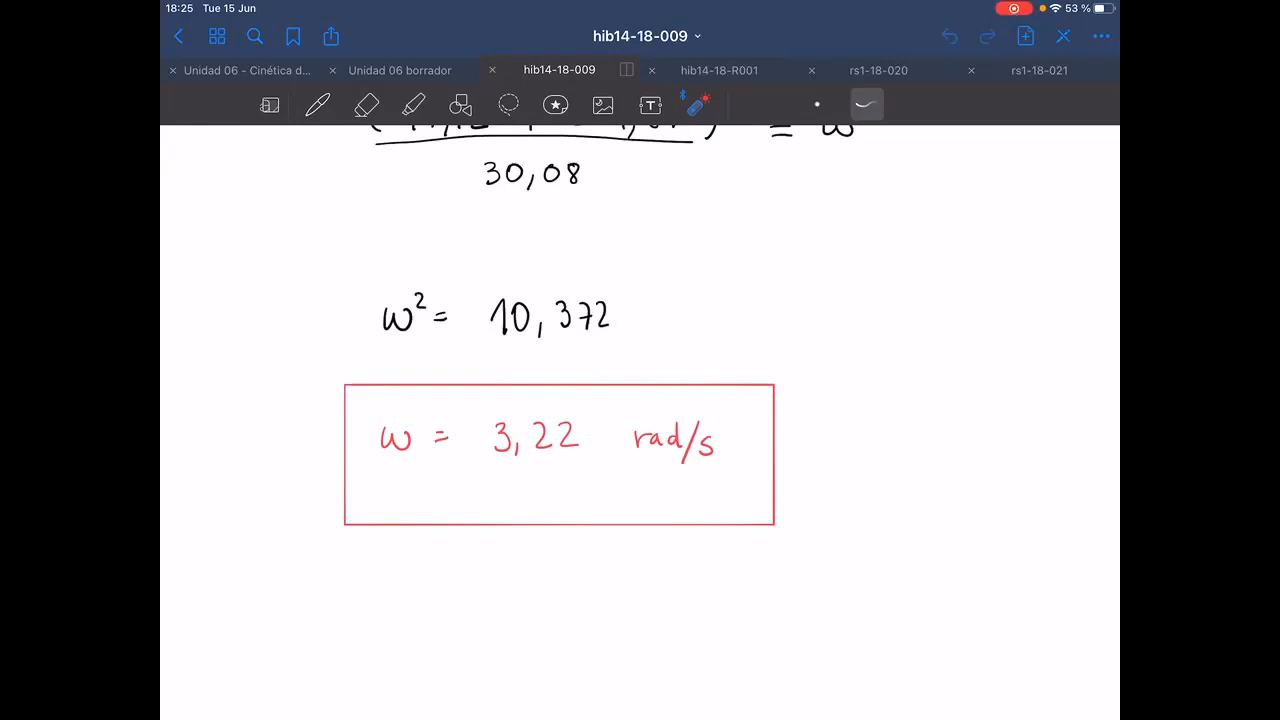 18:25 Tue 15 Jun 53 %
hib14-18-009
Unidad 06 - Cinética d... Unidad 06 borrador hib14-18-009 hib14-18-R001 rs1-18-020 rs1-18-021
= ω
30,08
ω² = 10,372
ω = 3,22 rad/s